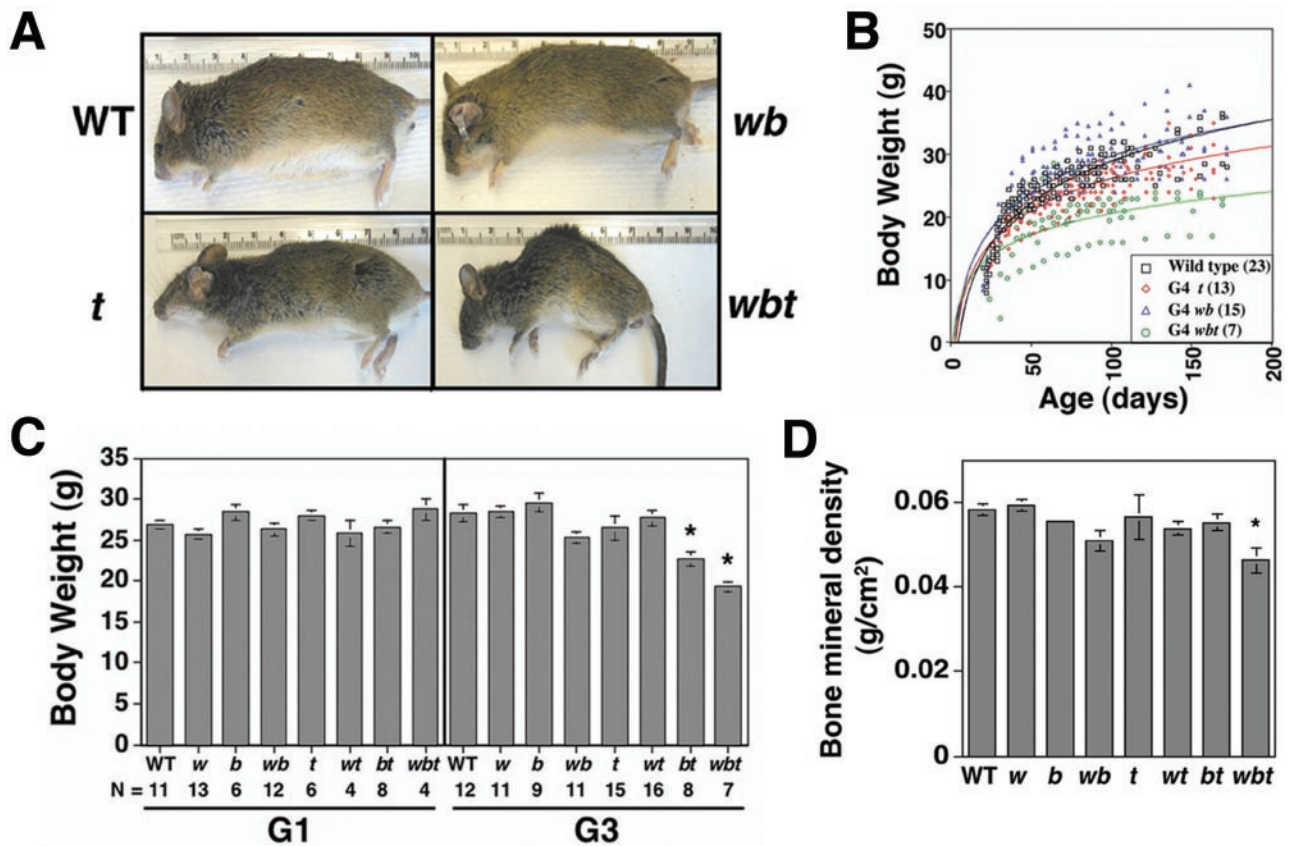 A
WT
wb
t
wbt
B
Body Weight (g)
50
40
30
20
10
0
0
50
100
150
200
Age (days)
Wild type (23)
G4 t (13)
G4 wb (15)
G4 wbt (7)
C
Body Weight (g)
35
30
25
20
15
10
5
0
WT w b wb t wt bt wbt WT w b wb t wt bt wbt
* *
N = 11 13 6 12 6 4 8 4 12 11 9 11 15 16 8 7
G1 G3
D
Bone mineral density
(g/cm²)
0.06
0.04
0.02
0
*
WT w b wb t wt bt wbt